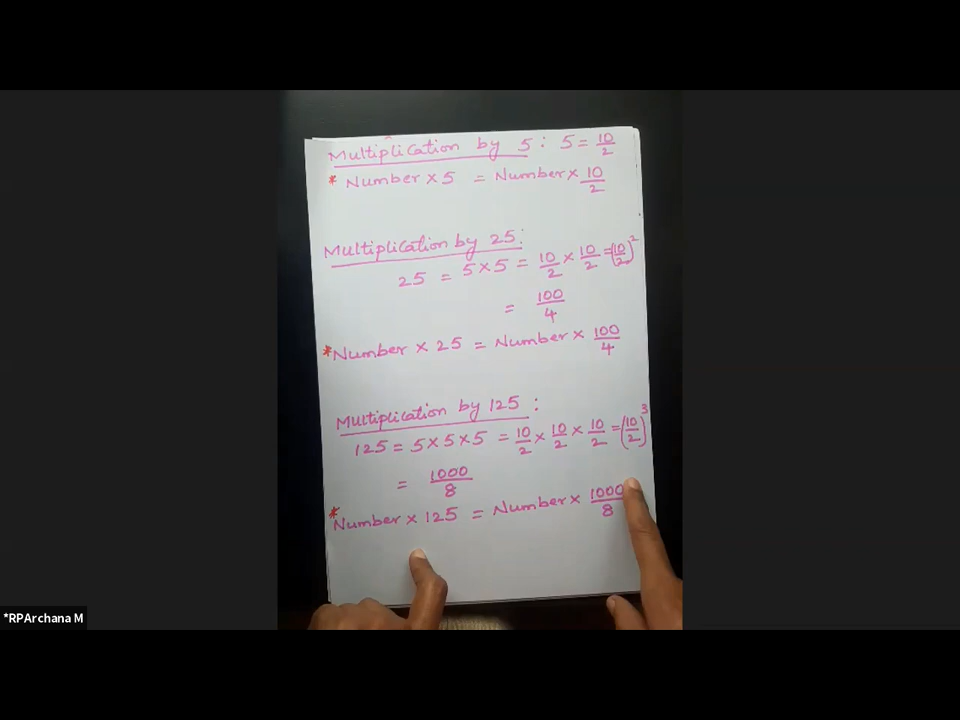 Multiplication by 5 : 5 = 10/2
* Number × 5 = Number × 10/2
Multiplication by 25 :
25 = 5 × 5 = 10/2 × 10/2 = (10/2)²
= 100/4
* Number × 25 = Number × 100/4
Multiplication by 125 :
125 = 5 × 5 × 5 = 10/2 × 10/2 × 10/2 = (10/2)³
= 1000/8
* Number × 125 = Number × 1000/8
*RPArchana M